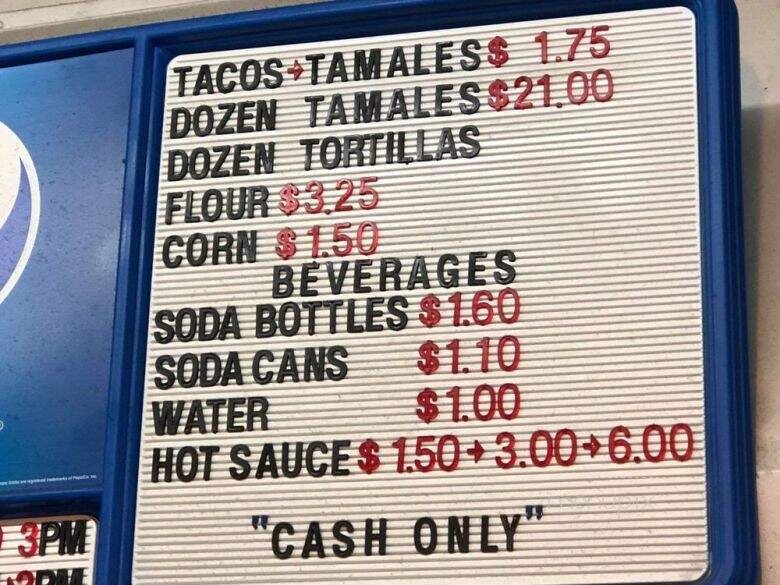 TACOS→TAMALES $ 1.75
DOZEN TAMALES $21.00
DOZEN TORTILLAS
FLOUR $3.25
CORN $1.50
BEVERAGES
SODA BOTTLES $1.60
SODA CANS $1.10
WATER $1.00
HOT SAUCE $ 1.50→3.00→6.00
"CASH ONLY"
3PM